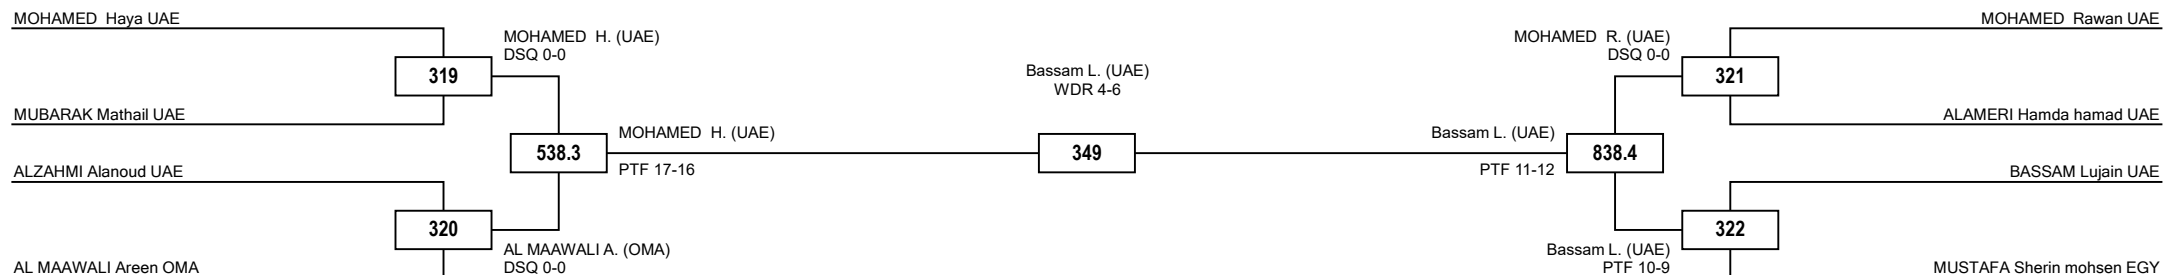 MOHAMED  Haya UAE
MOHAMED  H. (UAE)
DSQ 0-0
319
MUBARAK Mathail UAE
538.3
MOHAMED  H. (UAE)
PTF 17-16
ALZAHMI Alanoud UAE
320
AL MAAWALI A. (OMA)
DSQ 0-0
AL MAAWALI Areen OMA
Bassam L. (UAE)
WDR 4-6
349
MOHAMED  Rawan UAE
MOHAMED  R. (UAE)
DSQ 0-0
321
ALAMERI Hamda hamad UAE
Bassam L. (UAE)
PTF 11-12
838.4
BASSAM Lujain UAE
322
Bassam L. (UAE)
PTF 10-9
MUSTAFA Sherin mohsen EGY